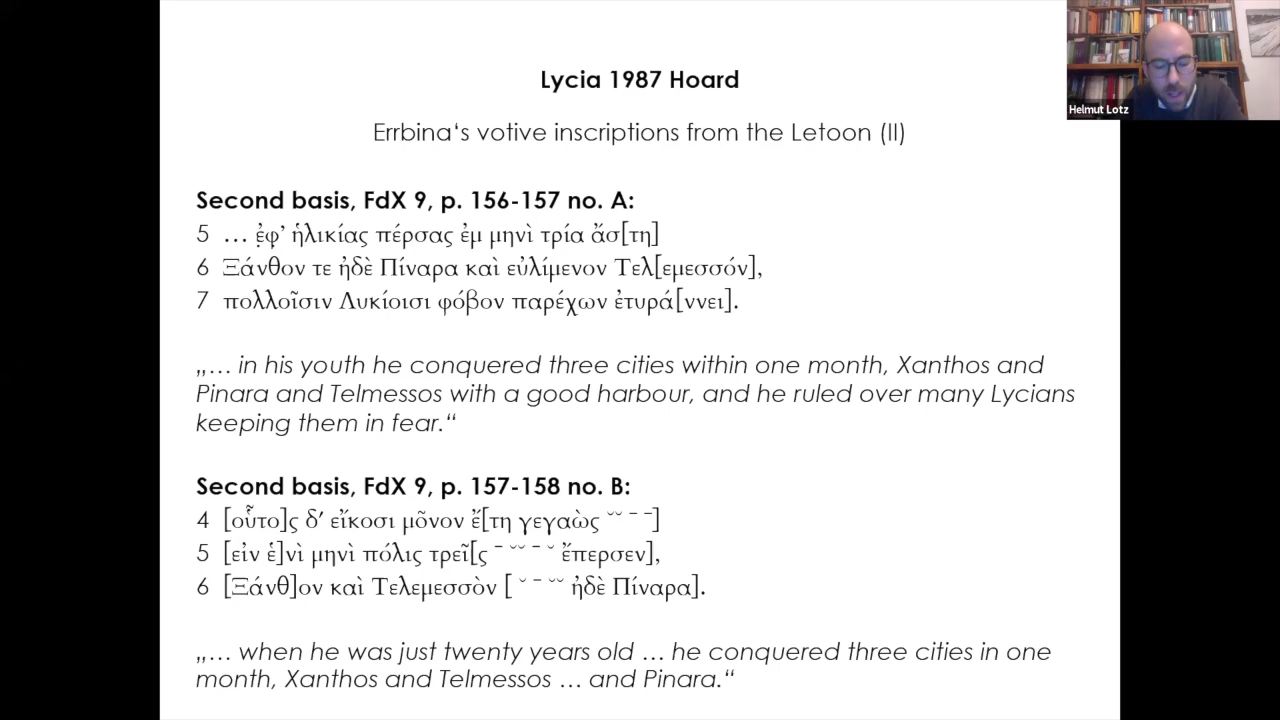 Lycia 1987 Hoard
Helmut Lotz
Errbina‘s votive inscriptions from the Letoon (II)
Second basis, FdX 9, p. 156-157 no. A:
5 … ἐ̣φ̣’ ἡλικίας πέρσας ἐμ μηνὶ τρία ἄσ[τη]
6 Ξάνθον τε ἠδὲ Πίναρα καὶ εὐλίμενον Τελ[εμεσσόν],
7 πολλοῖσιν Λυκίοισι φόβον παρέχων ἐτυρά[ννει].
„… in his youth he conquered three cities within one month, Xanthos and
Pinara and Telmessos with a good harbour, and he ruled over many Lycians
keeping them in fear.“
Second basis, FdX 9, p. 157-158 no. B:
4 [οὗτο]ς δ’ εἴκοσι μõνον ἔ[τη γεγαὼς ˘˘ ¯ ¯]
5 [εἰν ἑ]νὶ μηνὶ πόλις τρεῖ[ς ¯ ˘˘ ¯ ˘ ἔπερσεν],
6 [Ξάνθ]ον καὶ Τελεμεσσὸν [ ˘ ¯ ˘˘ ἠδὲ Πίναρα].
„… when he was just twenty years old … he conquered three cities in one
month, Xanthos and Telmessos … and Pinara.“